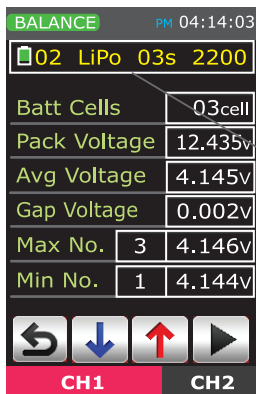 BALANCE PM 04:14:03
02 LiPo 03s 2200
Batt Cells 03cell
Pack Voltage 12.435v
Avg Voltage 4.145v
Gap Voltage 0.002v
Max No. 3 4.146v
Min No. 1 4.144v
CH1 CH2